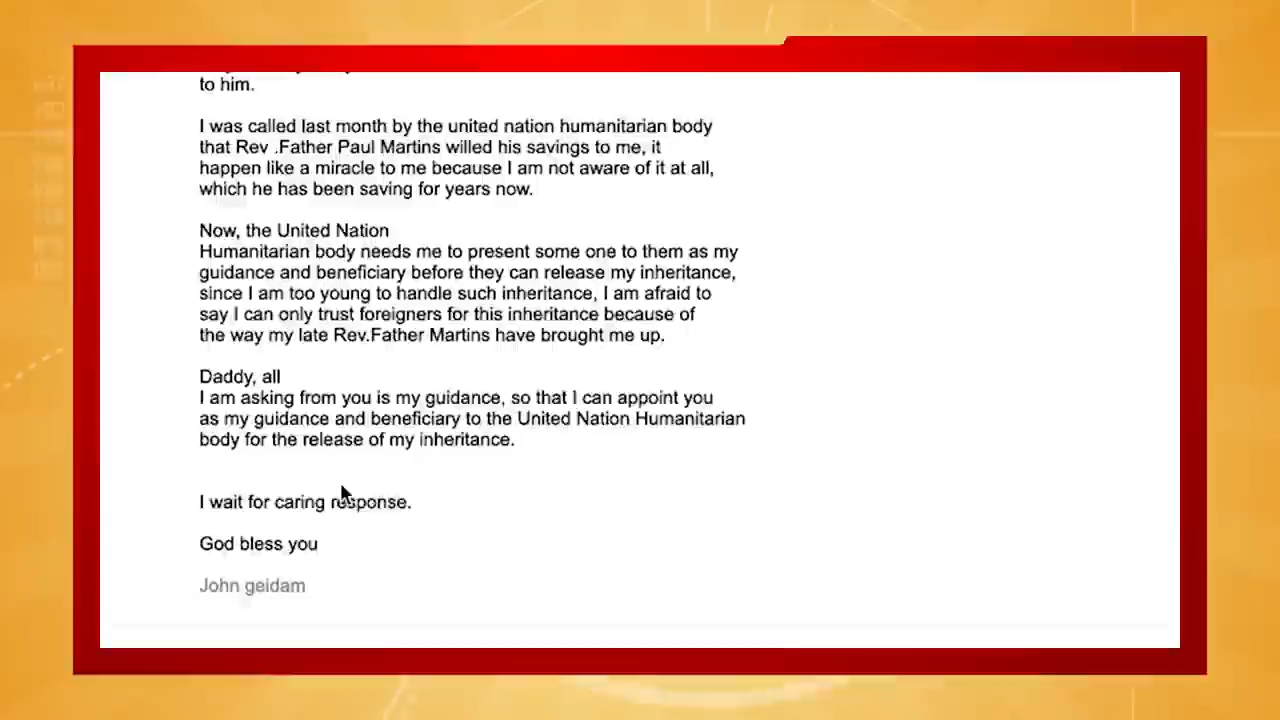 to him.
I was called last month by the united nation humanitarian body
that Rev .Father Paul Martins willed his savings to me, it
happen like a miracle to me because I am not aware of it at all,
which he has been saving for years now.
Now, the United Nation
Humanitarian body needs me to present some one to them as my
guidance and beneficiary before they can release my inheritance,
since I am too young to handle such inheritance, I am afraid to
say I can only trust foreigners for this inheritance because of
the way my late Rev.Father Martins have brought me up.
Daddy, all
I am asking from you is my guidance, so that I can appoint you
as my guidance and beneficiary to the United Nation Humanitarian
body for the release of my inheritance.
I wait for caring response.
God bless you
John geidam